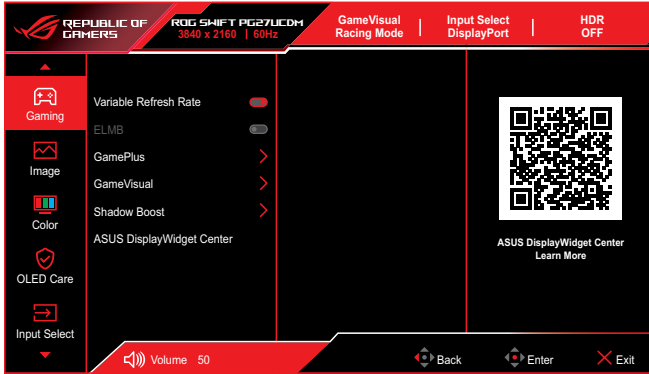 REPUBLIC OF
GAMERS
ROG SWIFT PG27UCDM
3840 x 2160 | 60Hz
GameVisual
Racing Mode
Input Select
DisplayPort
HDR
OFF
Gaming
Image
Color
OLED Care
Input Select
Variable Refresh Rate
ELMB
GamePlus
GameVisual
Shadow Boost
ASUS DisplayWidget Center
ASUS DisplayWidget Center
Learn More
Volume 50
Back
Enter
Exit